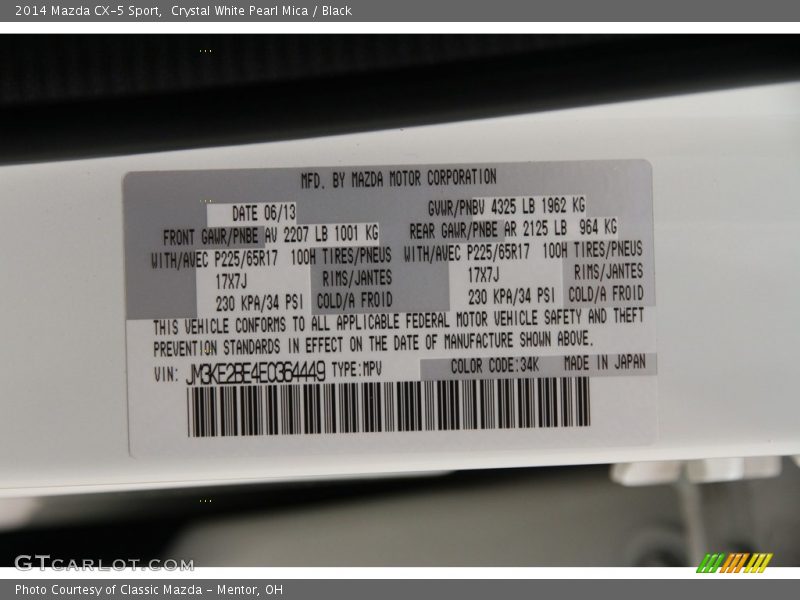 2014 Mazda CX-5 Sport, Crystal White Pearl Mica / Black
MFD. BY MAZDA MOTOR CORPORATION
DATE 06/13 GVWR/PNBV 4325 LB 1962 KG
FRONT GAWR/PNBE AV 2207 LB 1001 KG REAR GAWR/PNBE AR 2125 LB 964 KG
WITH/AVEC P225/65R17 100H TIRES/PNEUS WITH/AVEC P225/65R17 100H TIRES/PNEUS
17X7J RIMS/JANTES 17X7J RIMS/JANTES
230 KPA/34 PSI COLD/A FROID 230 KPA/34 PSI COLD/A FROID
THIS VEHICLE CONFORMS TO ALL APPLICABLE FEDERAL MOTOR VEHICLE SAFETY AND THEFT
PREVENTION STANDARDS IN EFFECT ON THE DATE OF MANUFACTURE SHOWN ABOVE.
VIN: JM3KE2BE4E0364449 TYPE:MPV COLOR CODE:34K MADE IN JAPAN
GTCARLOT.COM
Photo Courtesy of Classic Mazda - Mentor, OH